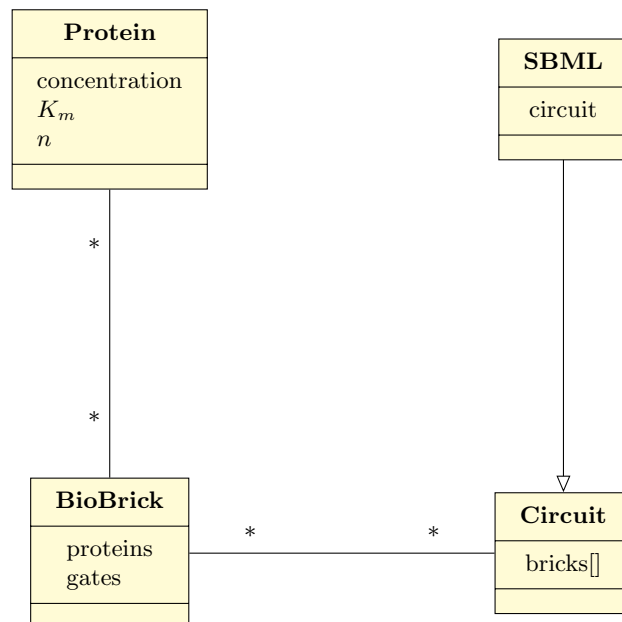 Protein
concentration
K_m
n
SBML
circuit
*
*
BioBrick
proteins
gates
*
*
Circuit
bricks[]